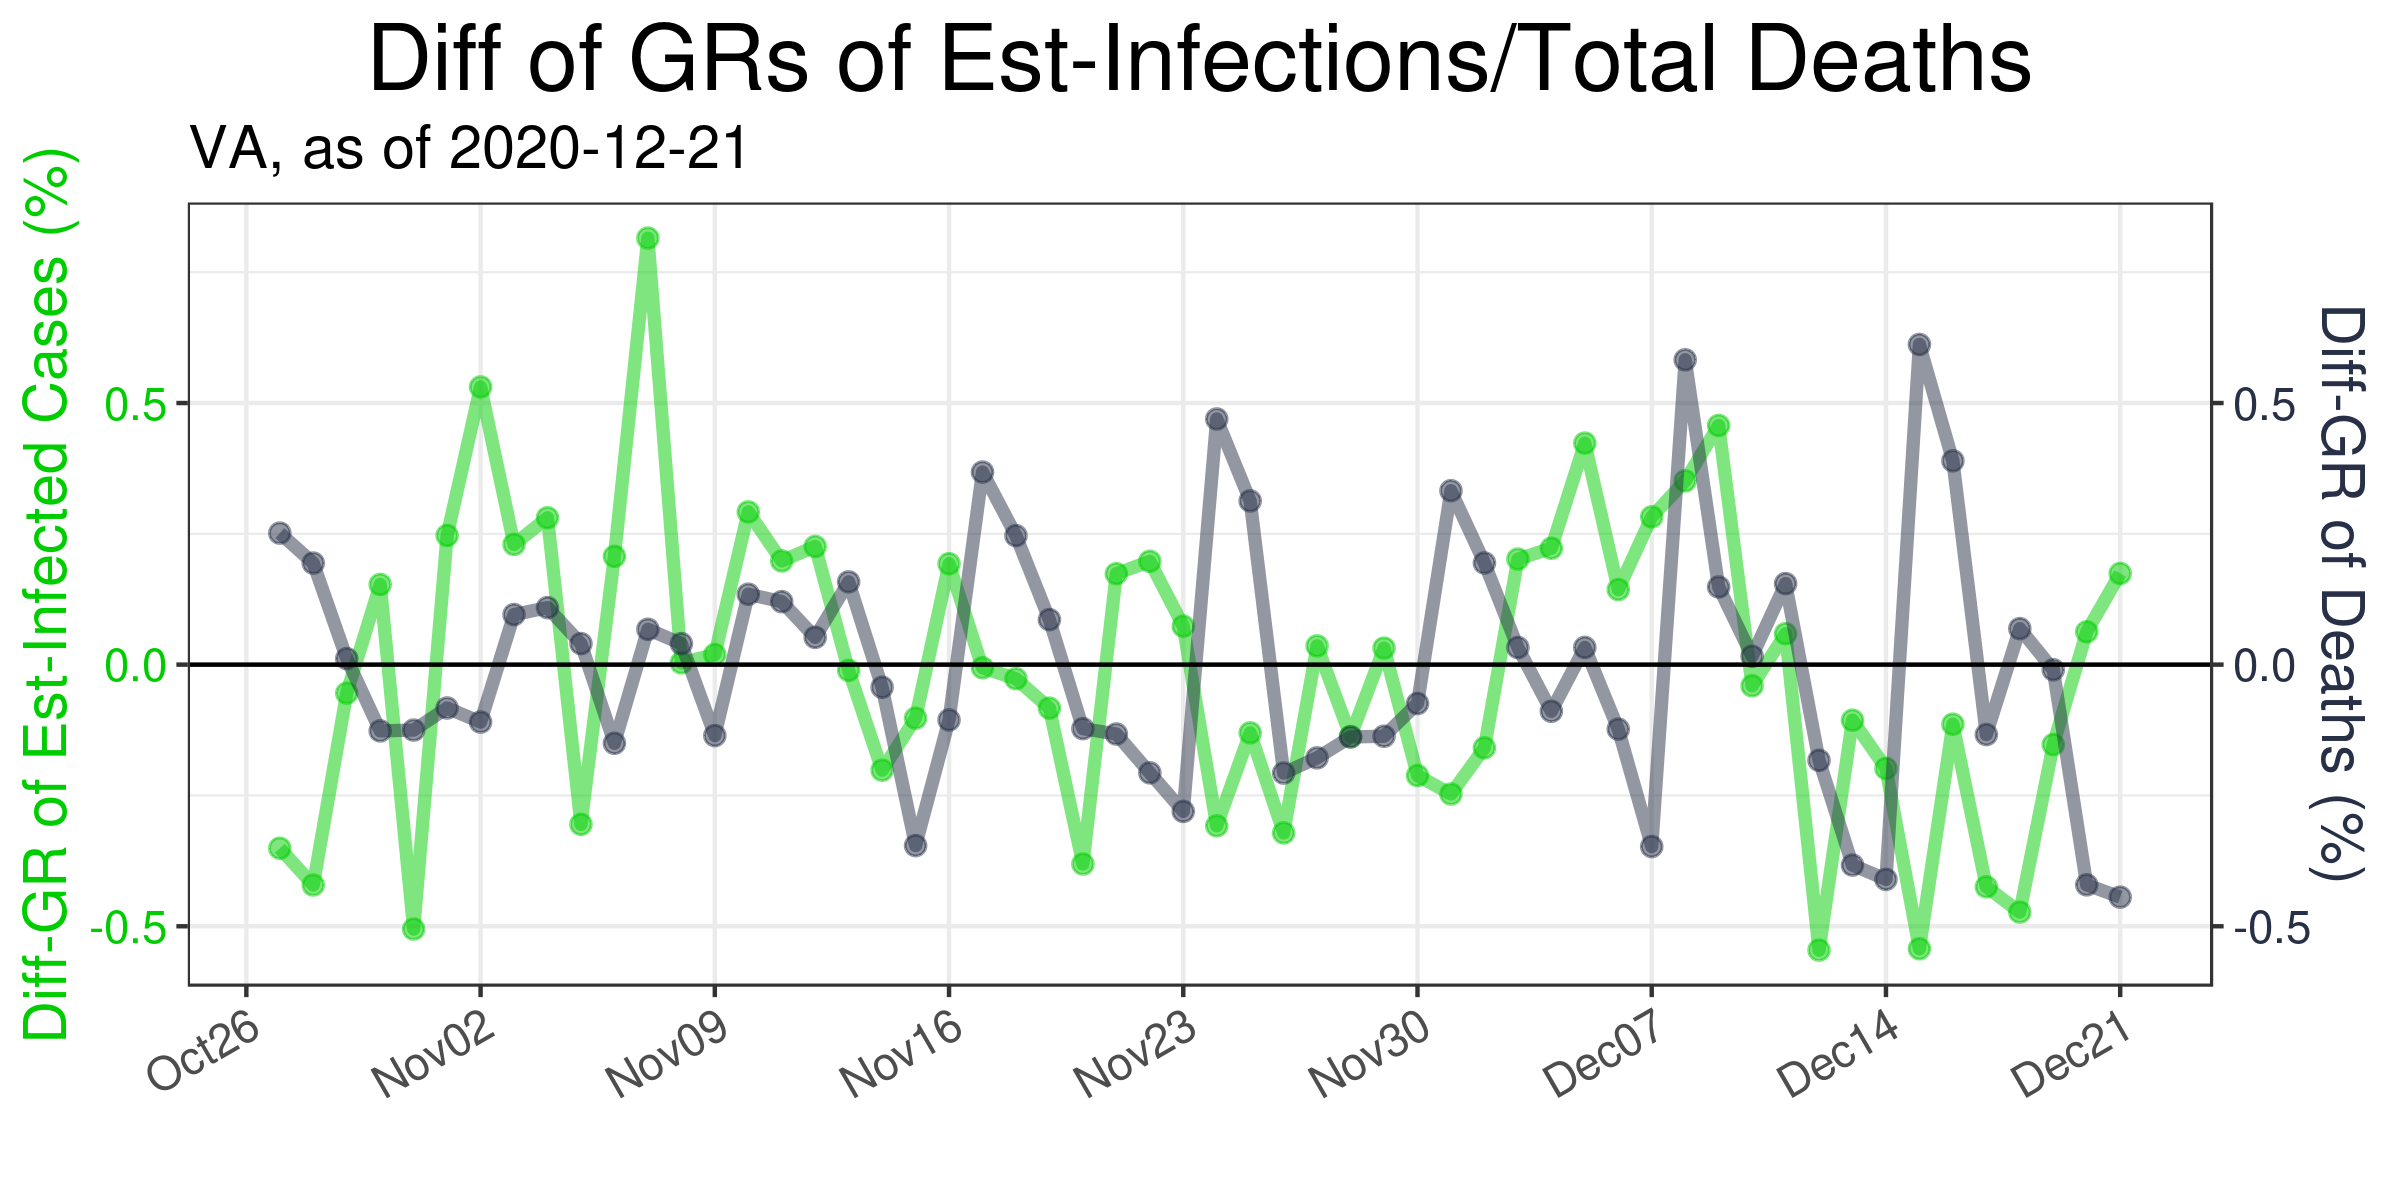 Diff of GRs of Est-Infections/Total Deaths
VA, as of 2020-12-21
Diff-GR of Est-Infected Cases (%)
0.5
0.0
-0.5
0.5
0.0
-0.5
Diff-GR of Deaths (%)
Oct26 Nov02 Nov09 Nov16 Nov23 Nov30 Dec07 Dec14 Dec21